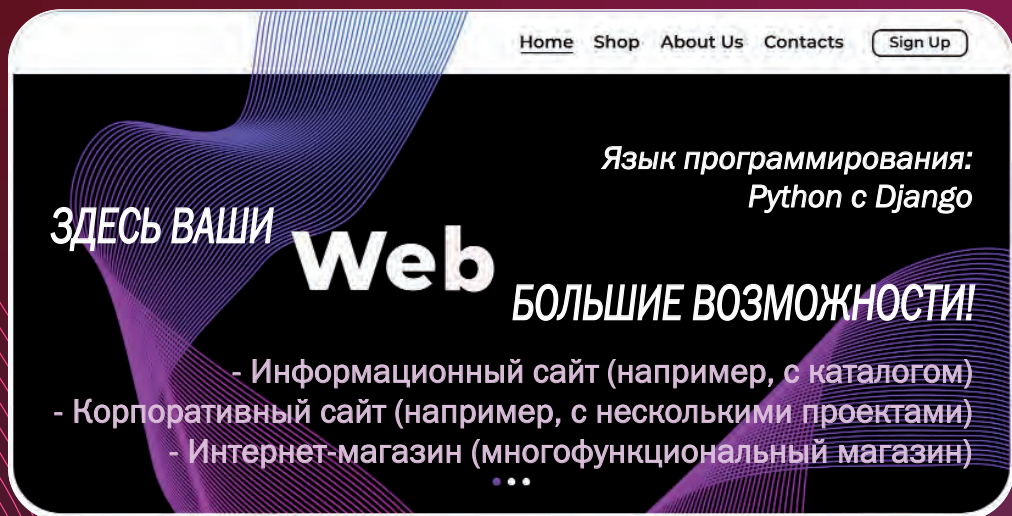 Home Shop About Us Contacts Sign Up
Язык программирования:
Python с Django
ЗДЕСЬ ВАШИ
Web
БОЛЬШИЕ ВОЗМОЖНОСТИ!
- Информационный сайт (например, с каталогом)
- Корпоративный сайт (например, с несколькими проектами)
- Интернет-магазин (многофункциональный магазин)